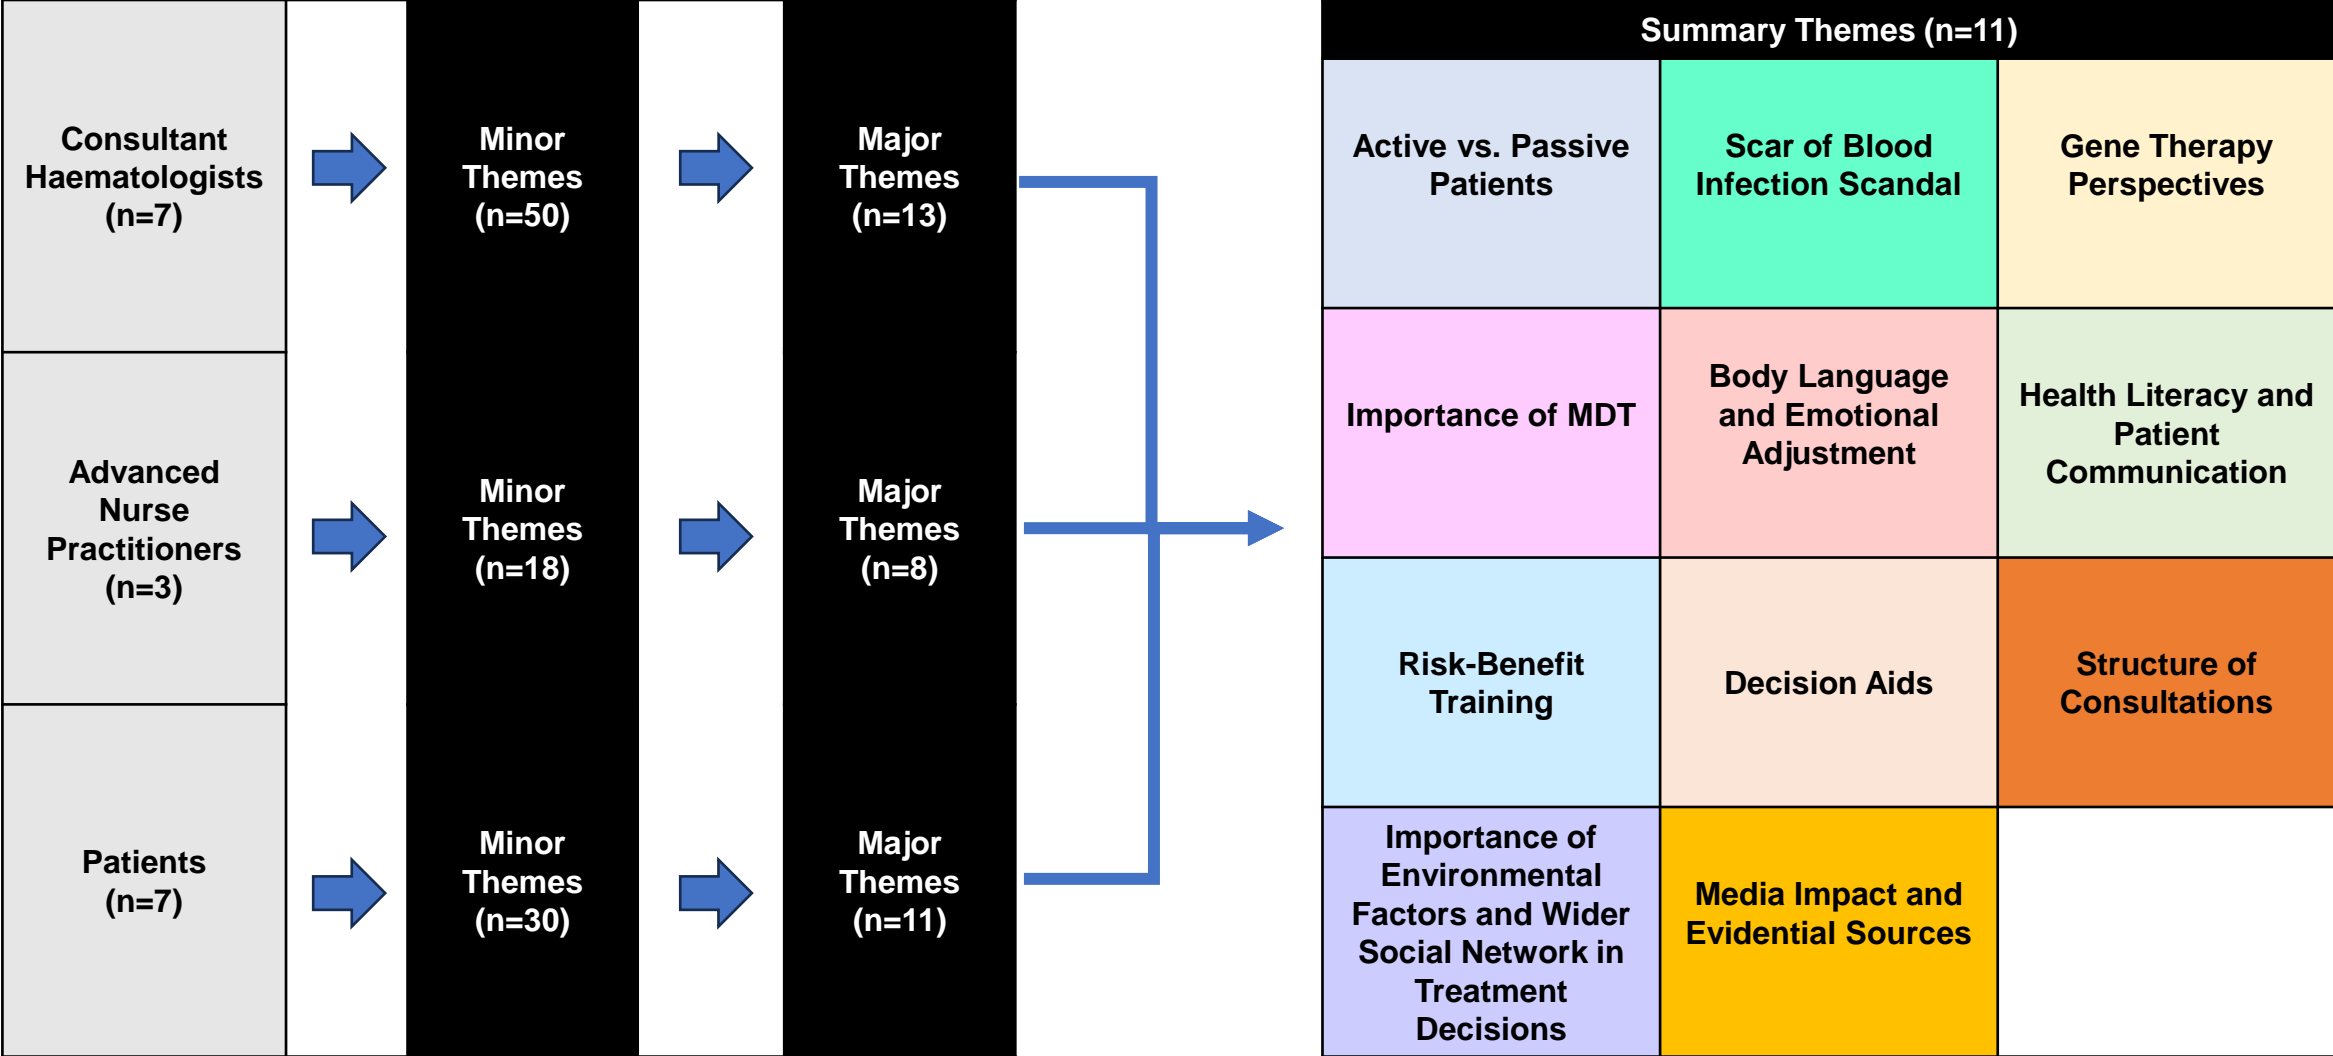 Consultant
Haematologists
(n=7)
Minor
Themes
(n=50)
Major
Themes
(n=13)
Advanced
Nurse
Practitioners
(n=3)
Minor
Themes
(n=18)
Major
Themes
(n=8)
Patients
(n=7)
Minor
Themes
(n=30)
Major
Themes
(n=11)
Summary Themes (n=11)
Active vs. Passive
Patients
Scar of Blood
Infection Scandal
Gene Therapy
Perspectives
Importance of MDT
Body Language
and Emotional
Adjustment
Health Literacy and
Patient
Communication
Risk-Benefit
Training
Decision Aids
Structure of
Consultations
Importance of
Environmental
Factors and Wider
Social Network in
Treatment
Decisions
Media Impact and
Evidential Sources